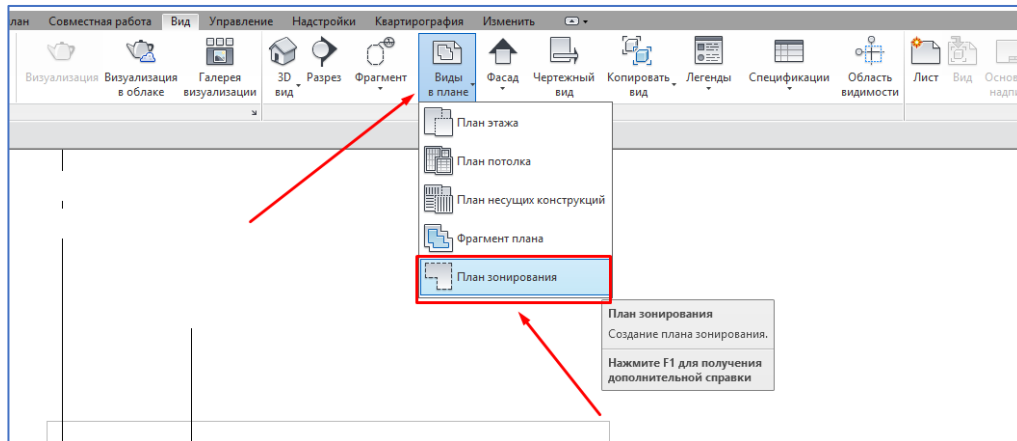 лан Совместная работа Вид Управление Надстройки Квартирография Изменить
Визуализация Визуализация в облаке Галерея визуализации 3D вид Разрез Фрагмент Виды в плане Фасад Чертежный вид Копировать вид Легенды Спецификации Область видимости Лист Вид Основ надпи
План этажа
План потолка
План несущих конструкций
Фрагмент плана
План зонирования
План зонирования
Создание плана зонирования.
Нажмите F1 для получения
дополнительной справки